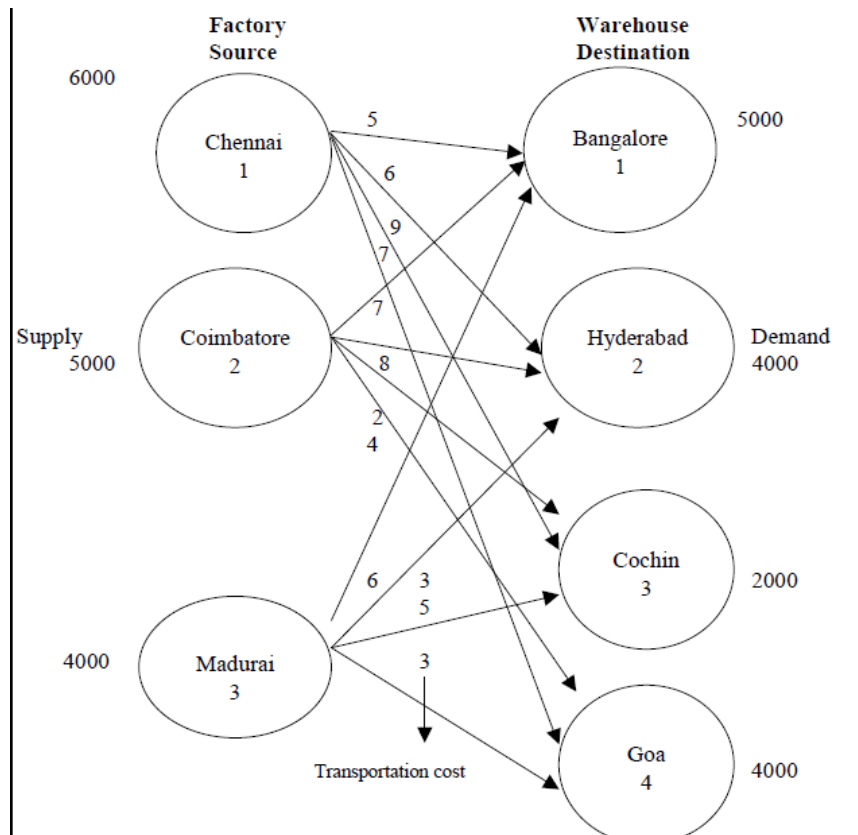 Factory
Source
Warehouse
Destination
6000
Chennai
1
5
Bangalore
1
5000
6
9
7
7
Supply
5000
Coimbatore
2
8
Hyderabad
2
Demand
4000
2
4
4000
Madurai
3
6
3
5
3
Transportation cost
Cochin
3
2000
Goa
4
4000